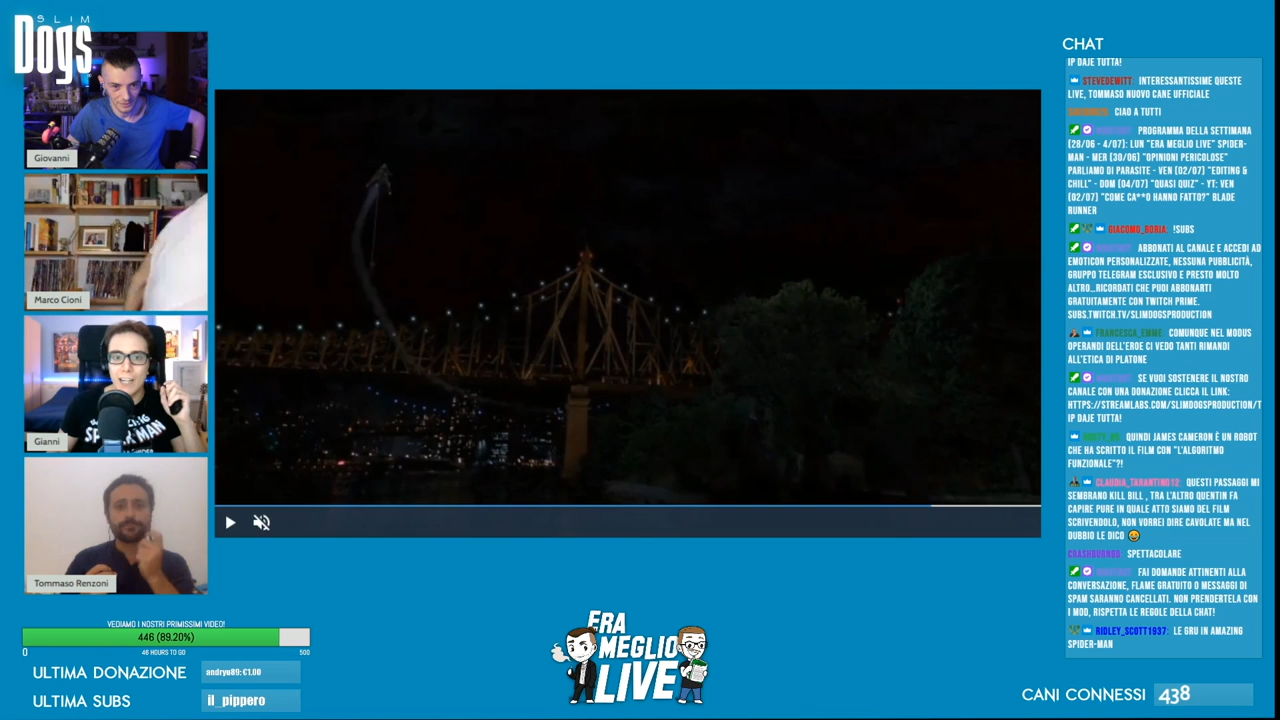 SLIM
Dogs
Giovanni
Marco Cioni
Gianni
Tommaso Renzoni
VEDIAMO I NOSTRI PRIMISSIMI VIDEO!
446 (89.20%)
0
46 HOURS TO GO
500
ULTIMA DONAZIONE
andryu89: €1.00
ULTIMA SUBS
il_pippero
ERA
MEGLIO
LIVE
CHAT
IP DAJE TUTTA!
STEVEDEWITT: INTERESSANTISSIME QUESTE
LIVE, TOMMASO NUOVO CANE UFFICIALE
CIAO A TUTTI
PROGRAMMA DELLA SETTIMANA
(28/06 - 4/07): LUN "ERA MEGLIO LIVE" SPIDER-
MAN - MER (30/06) "OPINIONI PERICOLOSE"
PARLIAMO DI PARASITE - VEN (02/07) "EDITING &
CHILL" - DOM (04/07) "QUASI QUIZ" - YT: VEN
(02/07) "COME CA**O HANNO FATTO?" BLADE
RUNNER
GIACOMO_BORIA: !SUBS
ABBONATI AL CANALE E ACCEDI AD
EMOTICON PERSONALIZZATE, NESSUNA PUBBLICITÀ,
GRUPPO TELEGRAM ESCLUSIVO E PRESTO MOLTO
ALTRO...RICORDATI CHE PUOI ABBONARTI
GRATUITAMENTE CON TWITCH PRIME.
SUBS.TWITCH.TV/SLIMDOGSPRODUCTION
FRANCESCA_EMME: COMUNQUE NEL MODUS
OPERANDI DELL'EROE CI VEDO TANTI RIMANDI
ALL'ETICA DI PLATONE
SE VUOI SOSTENERE IL NOSTRO
CANALE CON UNA DONAZIONE CLICCA IL LINK:
HTTPS://STREAMLABS.COM/SLIMDOGSPRODUCTION/T
IP DAJE TUTTA!
QUINDI JAMES CAMERON È UN ROBOT
CHE HA SCRITTO IL FILM CON "L'ALGORITMO
FUNZIONALE"?!
CLAUDIA_TARANTINO12: QUESTI PASSAGGI MI
SEMBRANO KILL BILL , TRA L'ALTRO QUENTIN FA
CAPIRE PURE IN QUALE ATTO SIAMO DEL FILM
SCRIVENDOLO, NON VORREI DIRE CAVOLATE MA NEL
DUBBIO LE DICO
SPETTACOLARE
FAI DOMANDE ATTINENTI ALLA
CONVERSAZIONE, FLAME GRATUITO O MESSAGGI DI
SPAM SARANNO CANCELLATI. NON PRENDERTELA CON
I MOD, RISPETTA LE REGOLE DELLA CHAT!
RIDLEY_SCOTT1937: LE GRU IN AMAZING
SPIDER-MAN
CANI CONNESSI 438